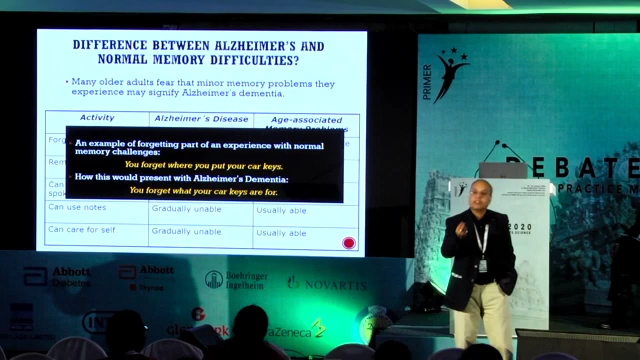 DIFFERENCE BETWEEN ALZHEIMER'S AND
NORMAL MEMORY DIFFICULTIES?
• Many older adults fear that minor memory problems they
experience may signify Alzheimer's dementia.
Activity Alzheimer's Disease Age-associated
Memory Problems
An example of forgetting part of an experience with normal
memory challenges:
You forget where you put your car keys.
How this would present with Alzheimer's Dementia:
You forget what your car keys are for.
Can use notes Gradually unable Usually able
Can care for self Gradually unable Usually able
PRIMER
DEBATE
PRACTICE
2020
Abbott
Diabetes
Abbott
Thyroid
Boehringer
Ingelheim
NOVARTIS